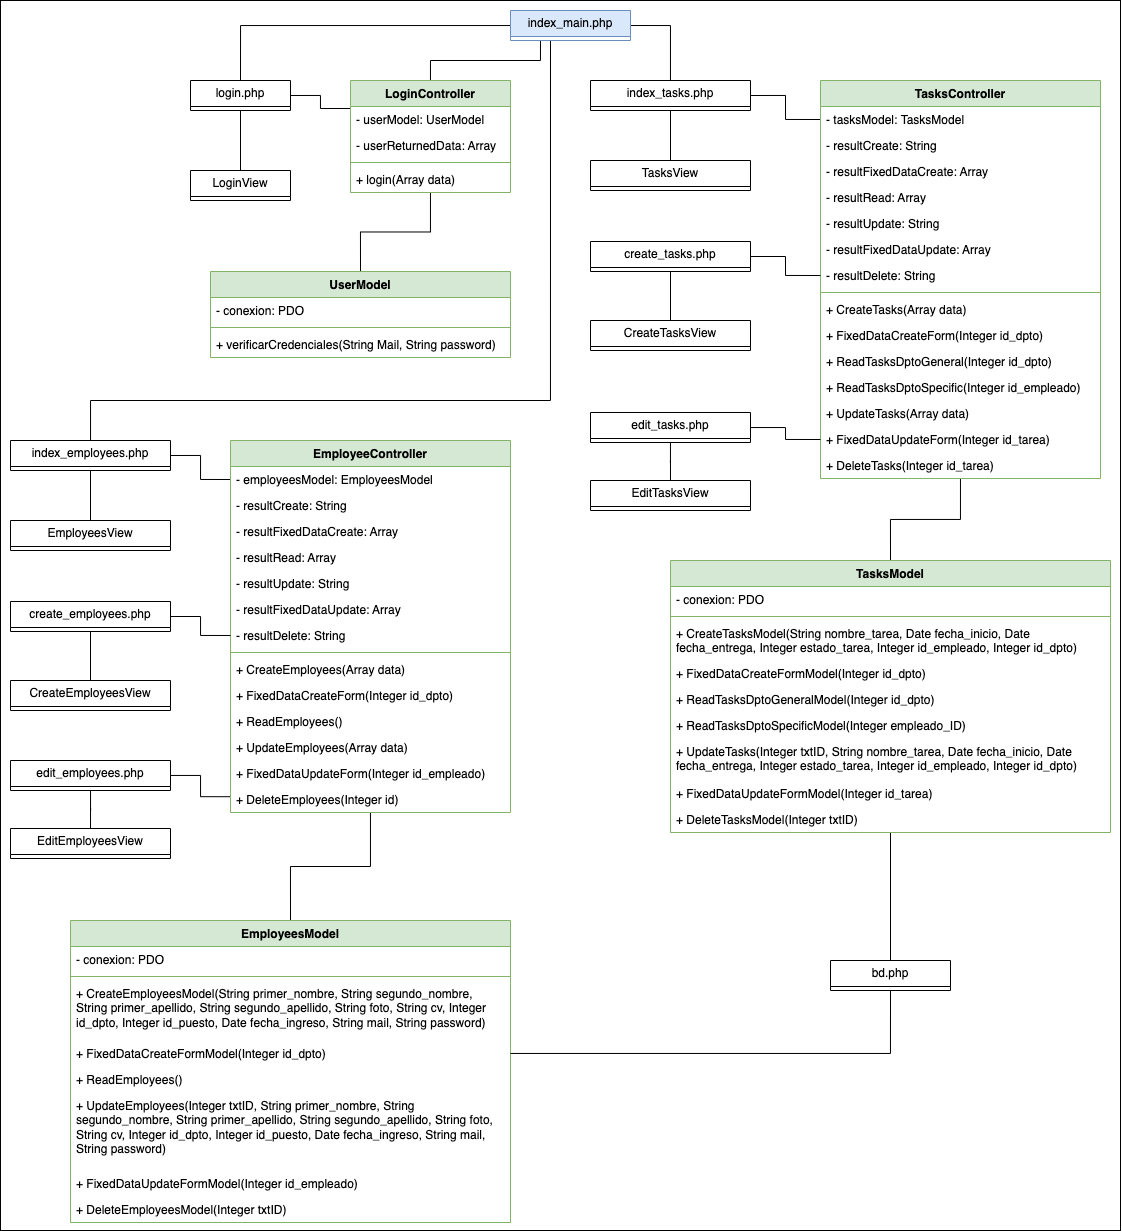 index_main.php
login.php
LoginView
LoginController
- userModel: UserModel
- userReturnedData: Array
+ login(Array data)
UserModel
- conexion: PDO
+ verificarCredenciales(String Mail, String password)
index_tasks.php
TasksView
create_tasks.php
CreateTasksView
edit_tasks.php
EditTasksView
TasksController
- tasksModel: TasksModel
- resultCreate: String
- resultFixedDataCreate: Array
- resultRead: Array
- resultUpdate: String
- resultFixedDataUpdate: Array
- resultDelete: String
+ CreateTasks(Array data)
+ FixedDataCreateForm(Integer id_dpto)
+ ReadTasksDptoGeneral(Integer id_dpto)
+ ReadTasksDptoSpecific(Integer id_empleado)
+ UpdateTasks(Array data)
+ FixedDataUpdateForm(Integer id_tarea)
+ DeleteTasks(Integer id_tarea)
index_employees.php
EmployeesView
create_employees.php
CreateEmployeesView
edit_employees.php
EditEmployeesView
EmployeeController
- employeesModel: EmployeesModel
- resultCreate: String
- resultFixedDataCreate: Array
- resultRead: Array
- resultUpdate: String
- resultFixedDataUpdate: Array
- resultDelete: String
+ CreateEmployees(Array data)
+ FixedDataCreateForm(Integer id_dpto)
+ ReadEmployees()
+ UpdateEmployees(Array data)
+ FixedDataUpdateForm(Integer id_empleado)
+ DeleteEmployees(Integer id)
TasksModel
- conexion: PDO
+ CreateTasksModel(String nombre_tarea, Date fecha_inicio, Date
fecha_entrega, Integer estado_tarea, Integer id_empleado, Integer id_dpto)
+ FixedDataCreateFormModel(Integer id_dpto)
+ ReadTasksDptoGeneralModel(Integer id_dpto)
+ ReadTasksDptoSpecificModel(Integer empleado_ID)
+ UpdateTasks(Integer txtID, String nombre_tarea, Date fecha_inicio, Date
fecha_entrega, Integer estado_tarea, Integer id_empleado, Integer id_dpto)
+ FixedDataUpdateFormModel(Integer id_tarea)
+ DeleteTasksModel(Integer txtID)
EmployeesModel
- conexion: PDO
+ CreateEmployeesModel(String primer_nombre, String segundo_nombre,
String primer_apellido, String segundo_apellido, String foto, String cv, Integer
id_dpto, Integer id_puesto, Date fecha_ingreso, String mail, String password)
+ FixedDataCreateFormModel(Integer id_dpto)
+ ReadEmployees()
+ UpdateEmployees(Integer txtID, String primer_nombre, String
segundo_nombre, String primer_apellido, String segundo_apellido, String foto,
String cv, Integer id_dpto, Integer id_puesto, Date fecha_ingreso, String mail,
String password)
+ FixedDataUpdateFormModel(Integer id_empleado)
+ DeleteEmployeesModel(Integer txtID)
bd.php